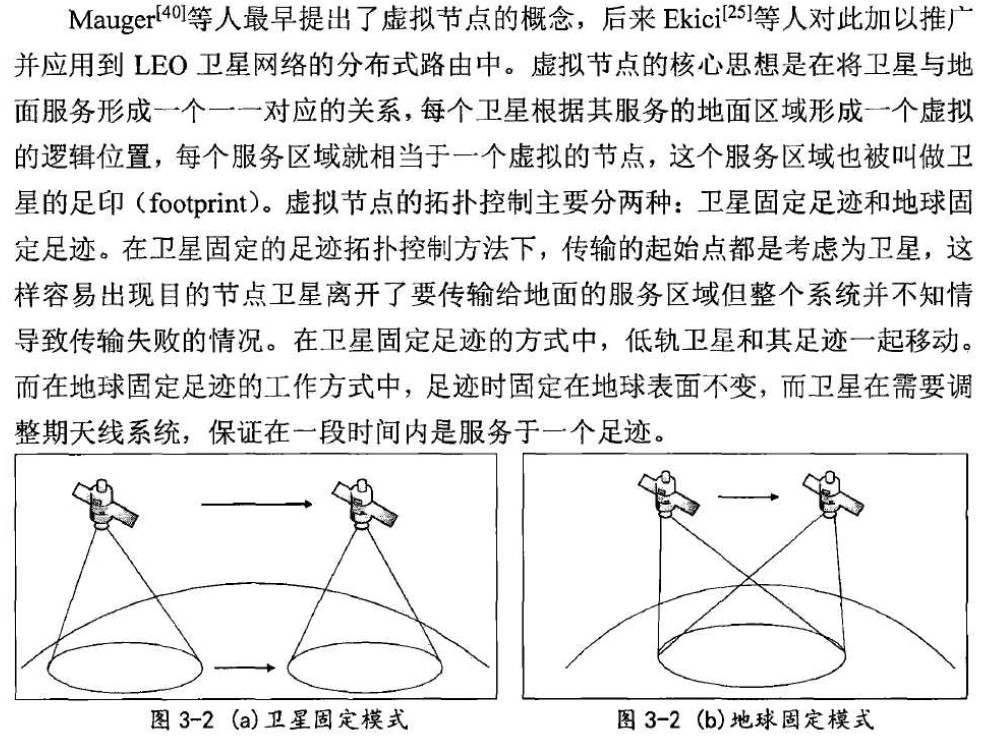 Mauger[40]等人最早提出了虚拟节点的概念，后来 Ekici[25]等人对此加以推广
并应用到 LEO 卫星网络的分布式路由中。虚拟节点的核心思想是在将卫星与地
面服务形成一个一一对应的关系，每个卫星根据其服务的地面区域形成一个虚拟
的逻辑位置，每个服务区域就相当于一个虚拟的节点，这个服务区域也被叫做卫
星的足印（footprint）。虚拟节点的拓扑控制主要分两种：卫星固定足迹和地球固
定足迹。在卫星固定的足迹拓扑控制方法下，传输的起始点都是考虑为卫星，这
样容易出现目的节点卫星离开了要传输给地面的服务区域但整个系统并不知情
导致传输失败的情况。在卫星固定足迹的方式中，低轨卫星和其足迹一起移动。
而在地球固定足迹的工作方式中，足迹时固定在地球表面不变，而卫星在需要调
整期天线系统，保证在一段时间内是服务于一个足迹。
图 3-2 (a)卫星固定模式
图 3-2 (b)地球固定模式